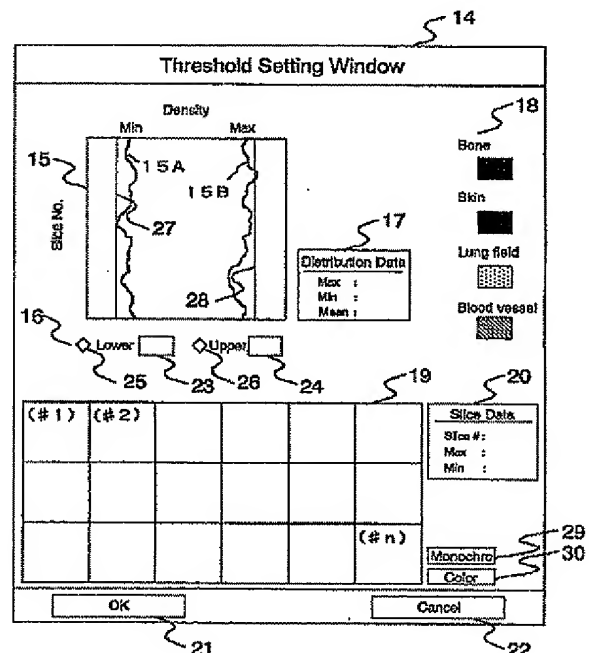 14
Threshold Setting Window
Density
Min Max
18
15
15A
15B
Bone
Slice No.
27
Skin
17
Distribution Data
Max :
Min :
Mean :
Lung field
28
Blood vessel
16
Lower
Upper
25
23
26
24
19
20
(#1) (#2)
Slice Data
Slice # :
Max :
Min :
(#n)
29
Monochro
30
Color
OK
Cancel
21
22